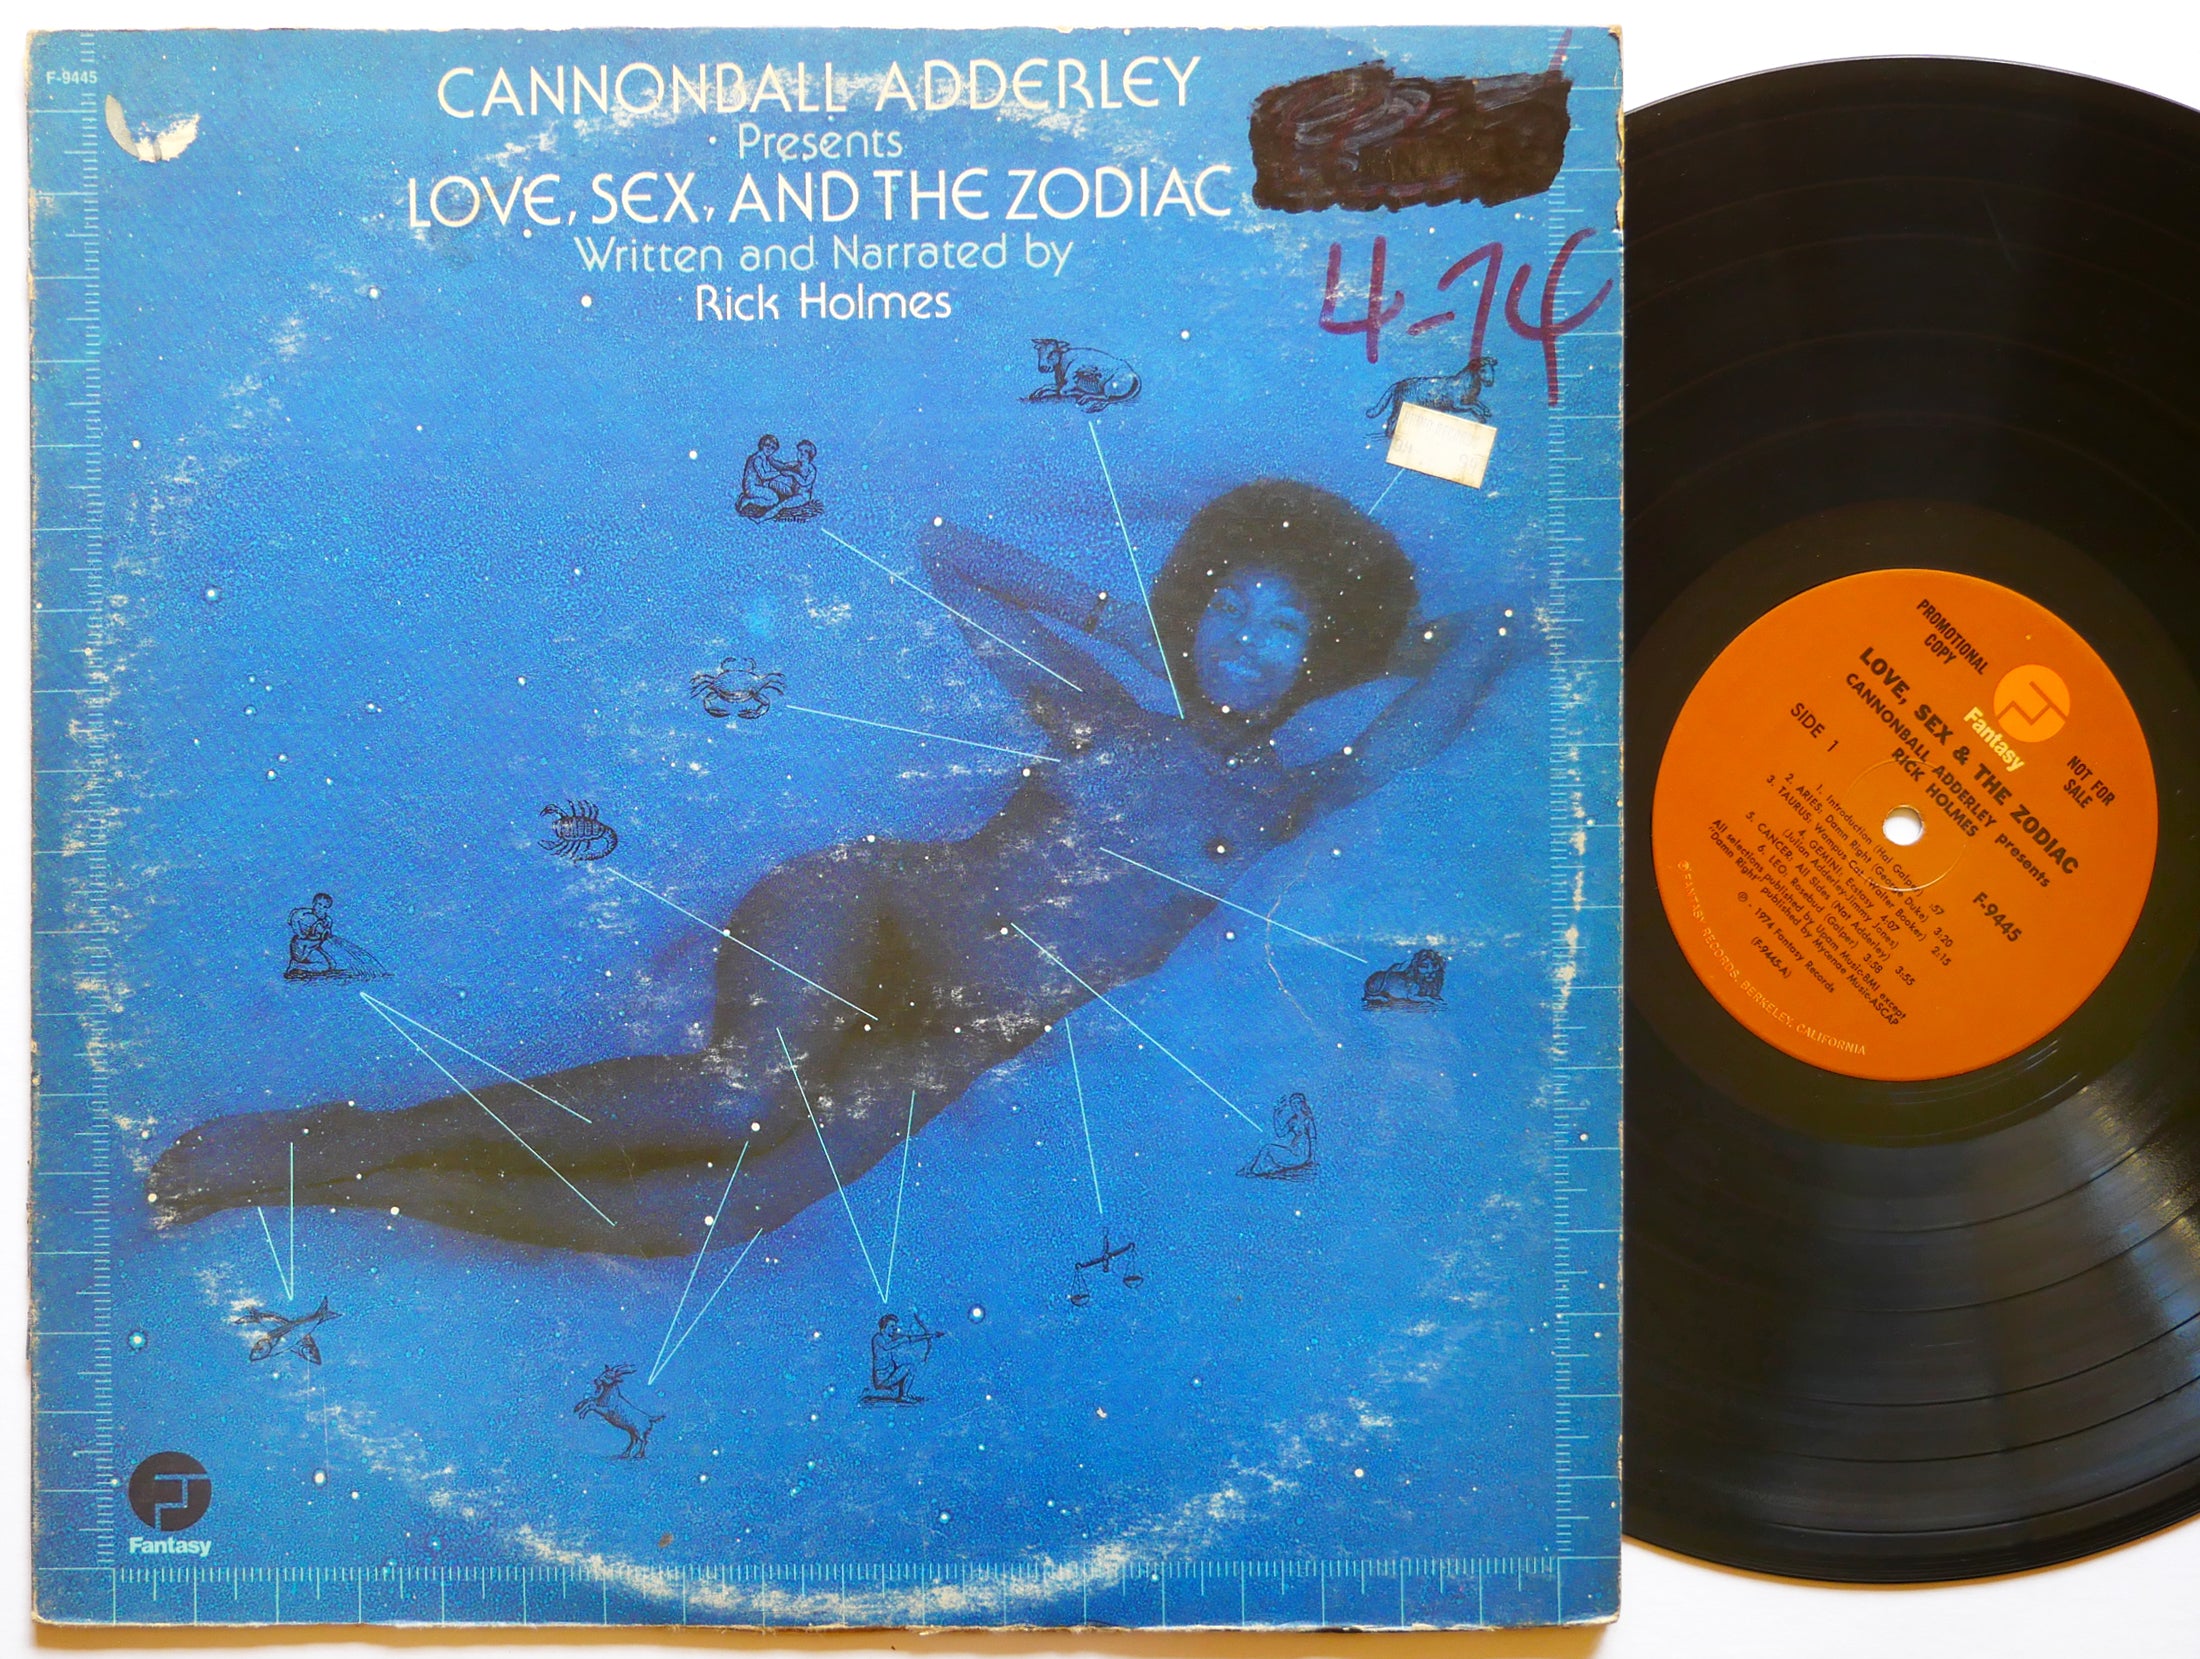 F-9445
CANNONBALL ADDERLEY
Presents
LOVE, SEX, AND THE ZODIAC
Written and Narrated by
Rick Holmes
4-74
Fantasy
PROMOTIONAL
COPY
Fantasy
NOT FOR
SALE
LOVE, SEX & THE ZODIAC
CANNONBALL ADDERLEY presents
RICK HOLMES
SIDE 1
F-9445
1. Introduction (Hal Galper) :57
2. ARIES; Damn Right (George Duke) 3:20
3. TAURUS; Wampus Cat (Walter Booker) 2:15
4. GEMINI; Ecstasy 4:07
(Julian Adderley-Jimmy Jones)
5. CANCER; All Sides (Nat Adderley) 3:55
6. LEO; Rosebud (Galper) 3:58
All selections published by Upam Music-BMI except
"Damn Right" published by Mycenae Music-ASCAP
℗ - 1974 Fantasy Records
(F-9445-A)
FANTASY RECORDS, BERKELEY, CALIFORNIA